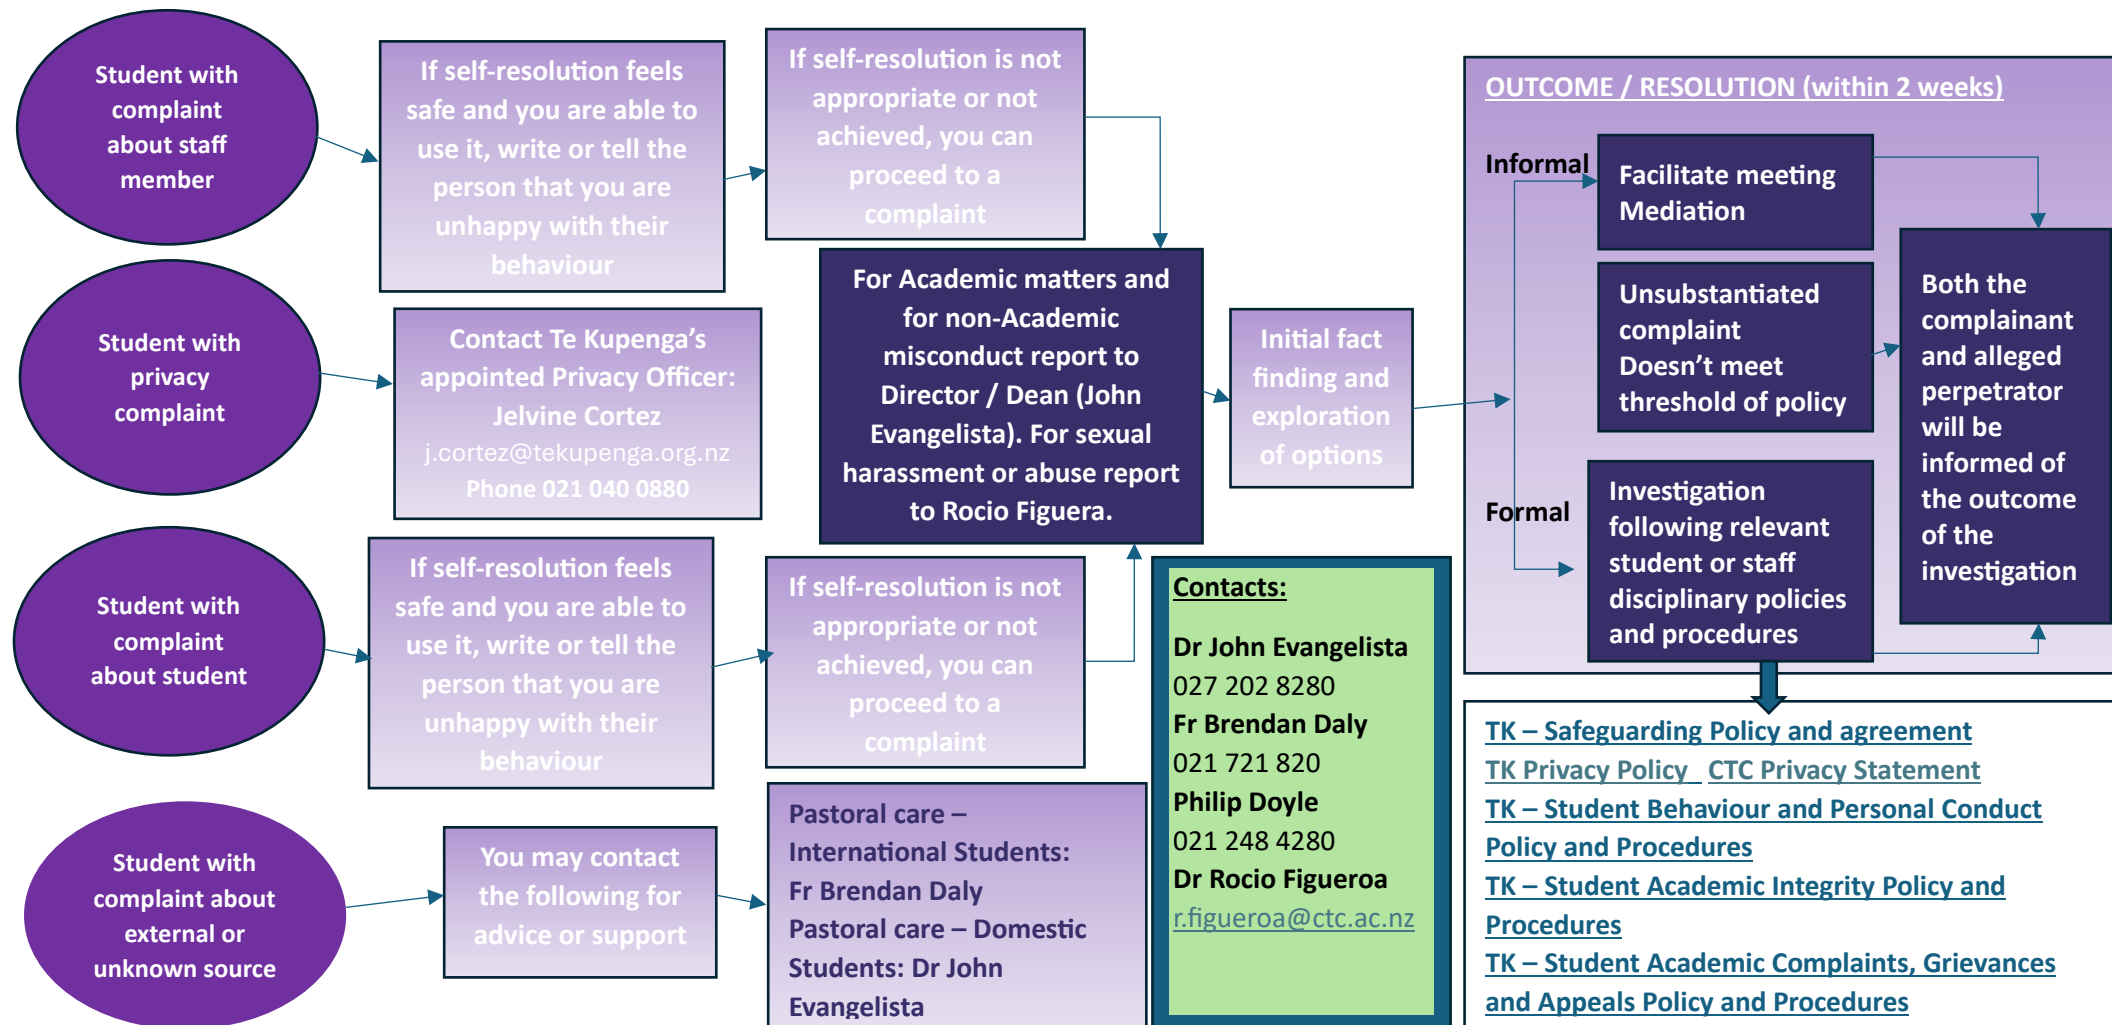 Student with
complaint
about staff
member
If self-resolution feels
safe and you are able to
use it, write or tell the
person that you are
unhappy with their
behaviour
If self-resolution is not
appropriate or not
achieved, you can
proceed to a
complaint
Student with
privacy
complaint
Contact Te Kupenga’s
appointed Privacy Officer:
Jelvine Cortez
j.cortez@tekupenga.org.nz
Phone 021 040 0880
For Academic matters and
for non-Academic
misconduct report to
Director / Dean (John
Evangelista). For sexual
harassment or abuse report
to Rocio Figuera.
Initial fact
finding and
exploration
of options
Student with
complaint
about student
If self-resolution feels
safe and you are able to
use it, write or tell the
person that you are
unhappy with their
behaviour
If self-resolution is not
appropriate or not
achieved, you can
proceed to a
complaint
Student with
complaint about
external or
unknown source
You may contact
the following for
advice or support
Pastoral care –
International Students:
Fr Brendan Daly
Pastoral care – Domestic
Students: Dr John
Evangelista
Contacts:
Dr John Evangelista
027 202 8280
Fr Brendan Daly
021 721 820
Philip Doyle
021 248 4280
Dr Rocio Figueroa
r.figueroa@ctc.ac.nz
OUTCOME / RESOLUTION (within 2 weeks)
Informal
Facilitate meeting
Mediation
Unsubstantiated
complaint
Doesn’t meet
threshold of policy
Formal
Investigation
following relevant
student or staff
disciplinary policies
and procedures
Both the
complainant
and alleged
perpetrator
will be
informed of
the outcome
of the
investigation
TK – Safeguarding Policy and agreement
TK Privacy Policy CTC Privacy Statement
TK – Student Behaviour and Personal Conduct
Policy and Procedures
TK – Student Academic Integrity Policy and
Procedures
TK – Student Academic Complaints, Grievances
and Appeals Policy and Procedures